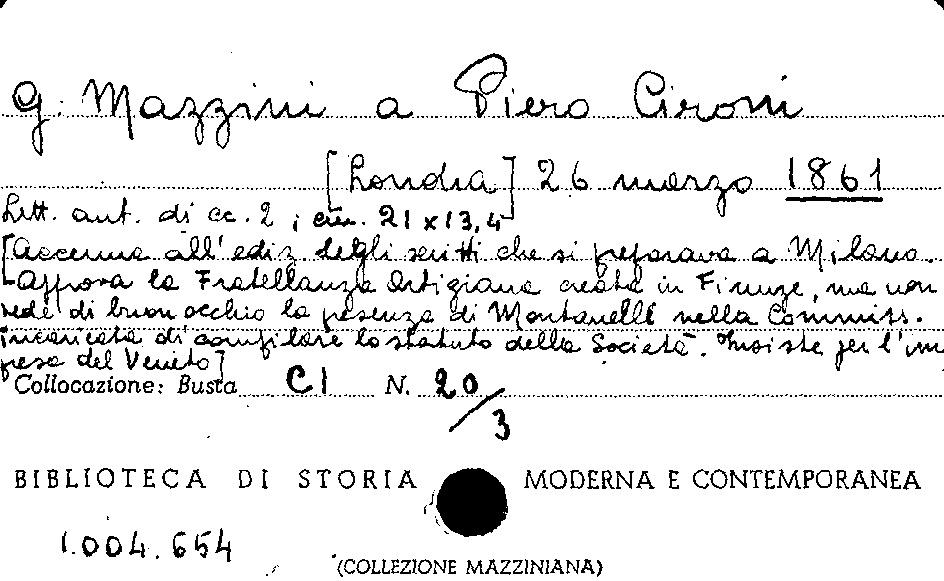 G. Mazzini a Piero Cironi
[Londra] 26 marzo 1861
Lett. aut. di cc. 2 ; cm. 21 x 13,4
[Accenna all'ediz. degli scritti che si preparava a Milano.
Approva la Fratellanza Artigiana creata in Firenze, ma non
vede di buon occhio la presenza di Montanelli nella Commiss.
incaricata di compilare lo statuto della Società. Insiste per l'im
presa del Veneto]
Collocazione: Busta C I N. 20/3
BIBLIOTECA DI STORIA MODERNA E CONTEMPORANEA
1.004.654
(COLLEZIONE MAZZINIANA)